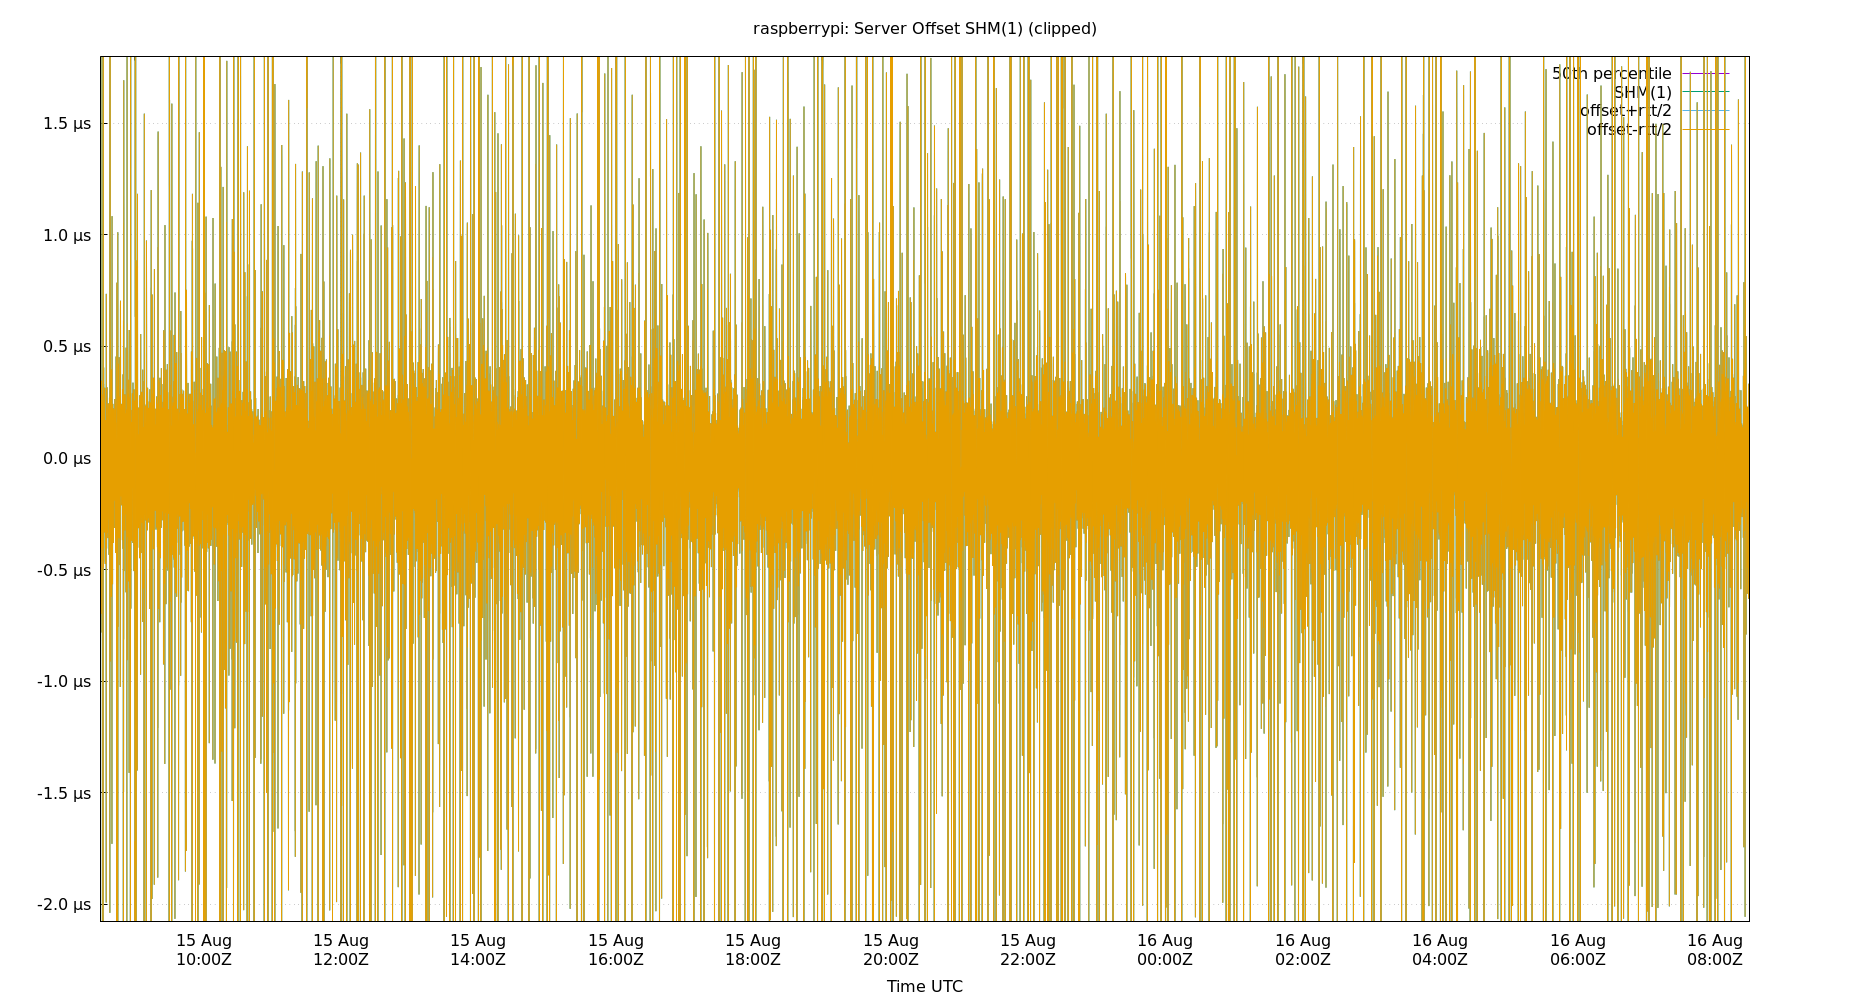 raspberrypi: Server Offset SHM(1) (clipped)
50th percentile
SHM(1)
offset+rtt/2
offset-rtt/2
1.5 µs
1.0 µs
0.5 µs
0.0 µs
-0.5 µs
-1.0 µs
-1.5 µs
-2.0 µs
15 Aug 15 Aug 15 Aug 15 Aug 15 Aug 15 Aug 15 Aug 16 Aug 16 Aug 16 Aug 16 Aug 16 Aug
10:00Z 12:00Z 14:00Z 16:00Z 18:00Z 20:00Z 22:00Z 00:00Z 02:00Z 04:00Z 06:00Z 08:00Z
Time UTC